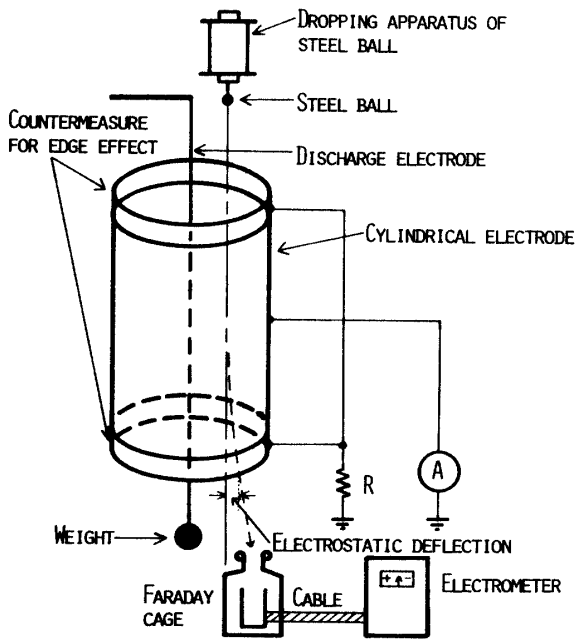 DROPPING APPARATUS OF
STEEL BALL
STEEL BALL
COUNTERMEASURE
FOR EDGE EFFECT
DISCHARGE ELECTRODE
CYLINDRICAL ELECTRODE
A
R
WEIGHT
ELECTROSTATIC DEFLECTION
FARADAY
CAGE
CABLE
+ -
ELECTROMETER